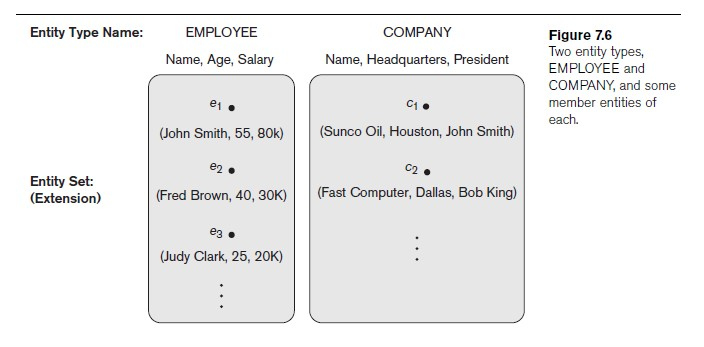 Entity Type Name:
EMPLOYEE
COMPANY
Name, Age, Salary
Name, Headquarters, President
e1
(John Smith, 55, 80k)
e2
(Fred Brown, 40, 30K)
e3
(Judy Clark, 25, 20K)
c1
(Sunco Oil, Houston, John Smith)
c2
(Fast Computer, Dallas, Bob King)
Entity Set:
(Extension)
Figure 7.6
Two entity types,
EMPLOYEE and
COMPANY, and some
member entities of
each.